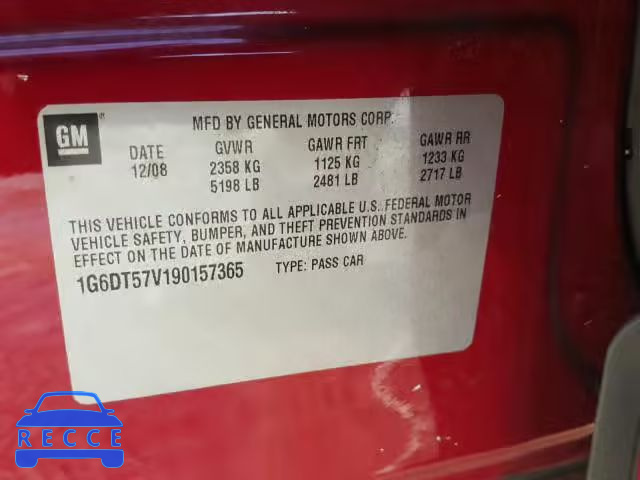 GM
®
MFD BY GENERAL MOTORS CORP.
DATE GVWR GAWR FRT GAWR RR
12/08 2358 KG 1125 KG 1233 KG
5198 LB 2481 LB 2717 LB
THIS VEHICLE CONFORMS TO ALL APPLICABLE U.S. FEDERAL MOTOR
VEHICLE SAFETY, BUMPER, AND THEFT PREVENTION STANDARDS IN
EFFECT ON THE DATE OF MANUFACTURE SHOWN ABOVE.
1G6DT57V190157365 TYPE: PASS CAR
RECCE